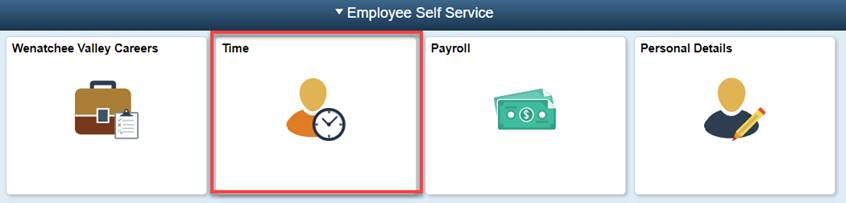 Employee Self Service
Wenatchee Valley Careers
Time
Payroll
Personal Details
$